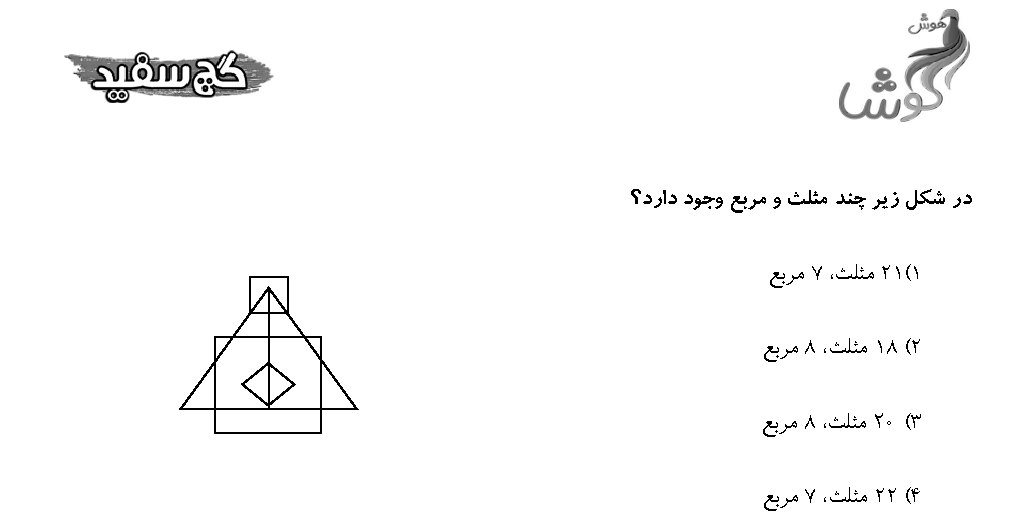 گچ سفید
هوش
گوشا
در شکل زیر چند مثلث و مربع وجود دارد؟
۱) ۲۱ مثلث، ۷ مربع
۲) ۱۸ مثلث، ۸ مربع
۳) ۲۰ مثلث، ۸ مربع
۴) ۲۲ مثلث، ۷ مربع